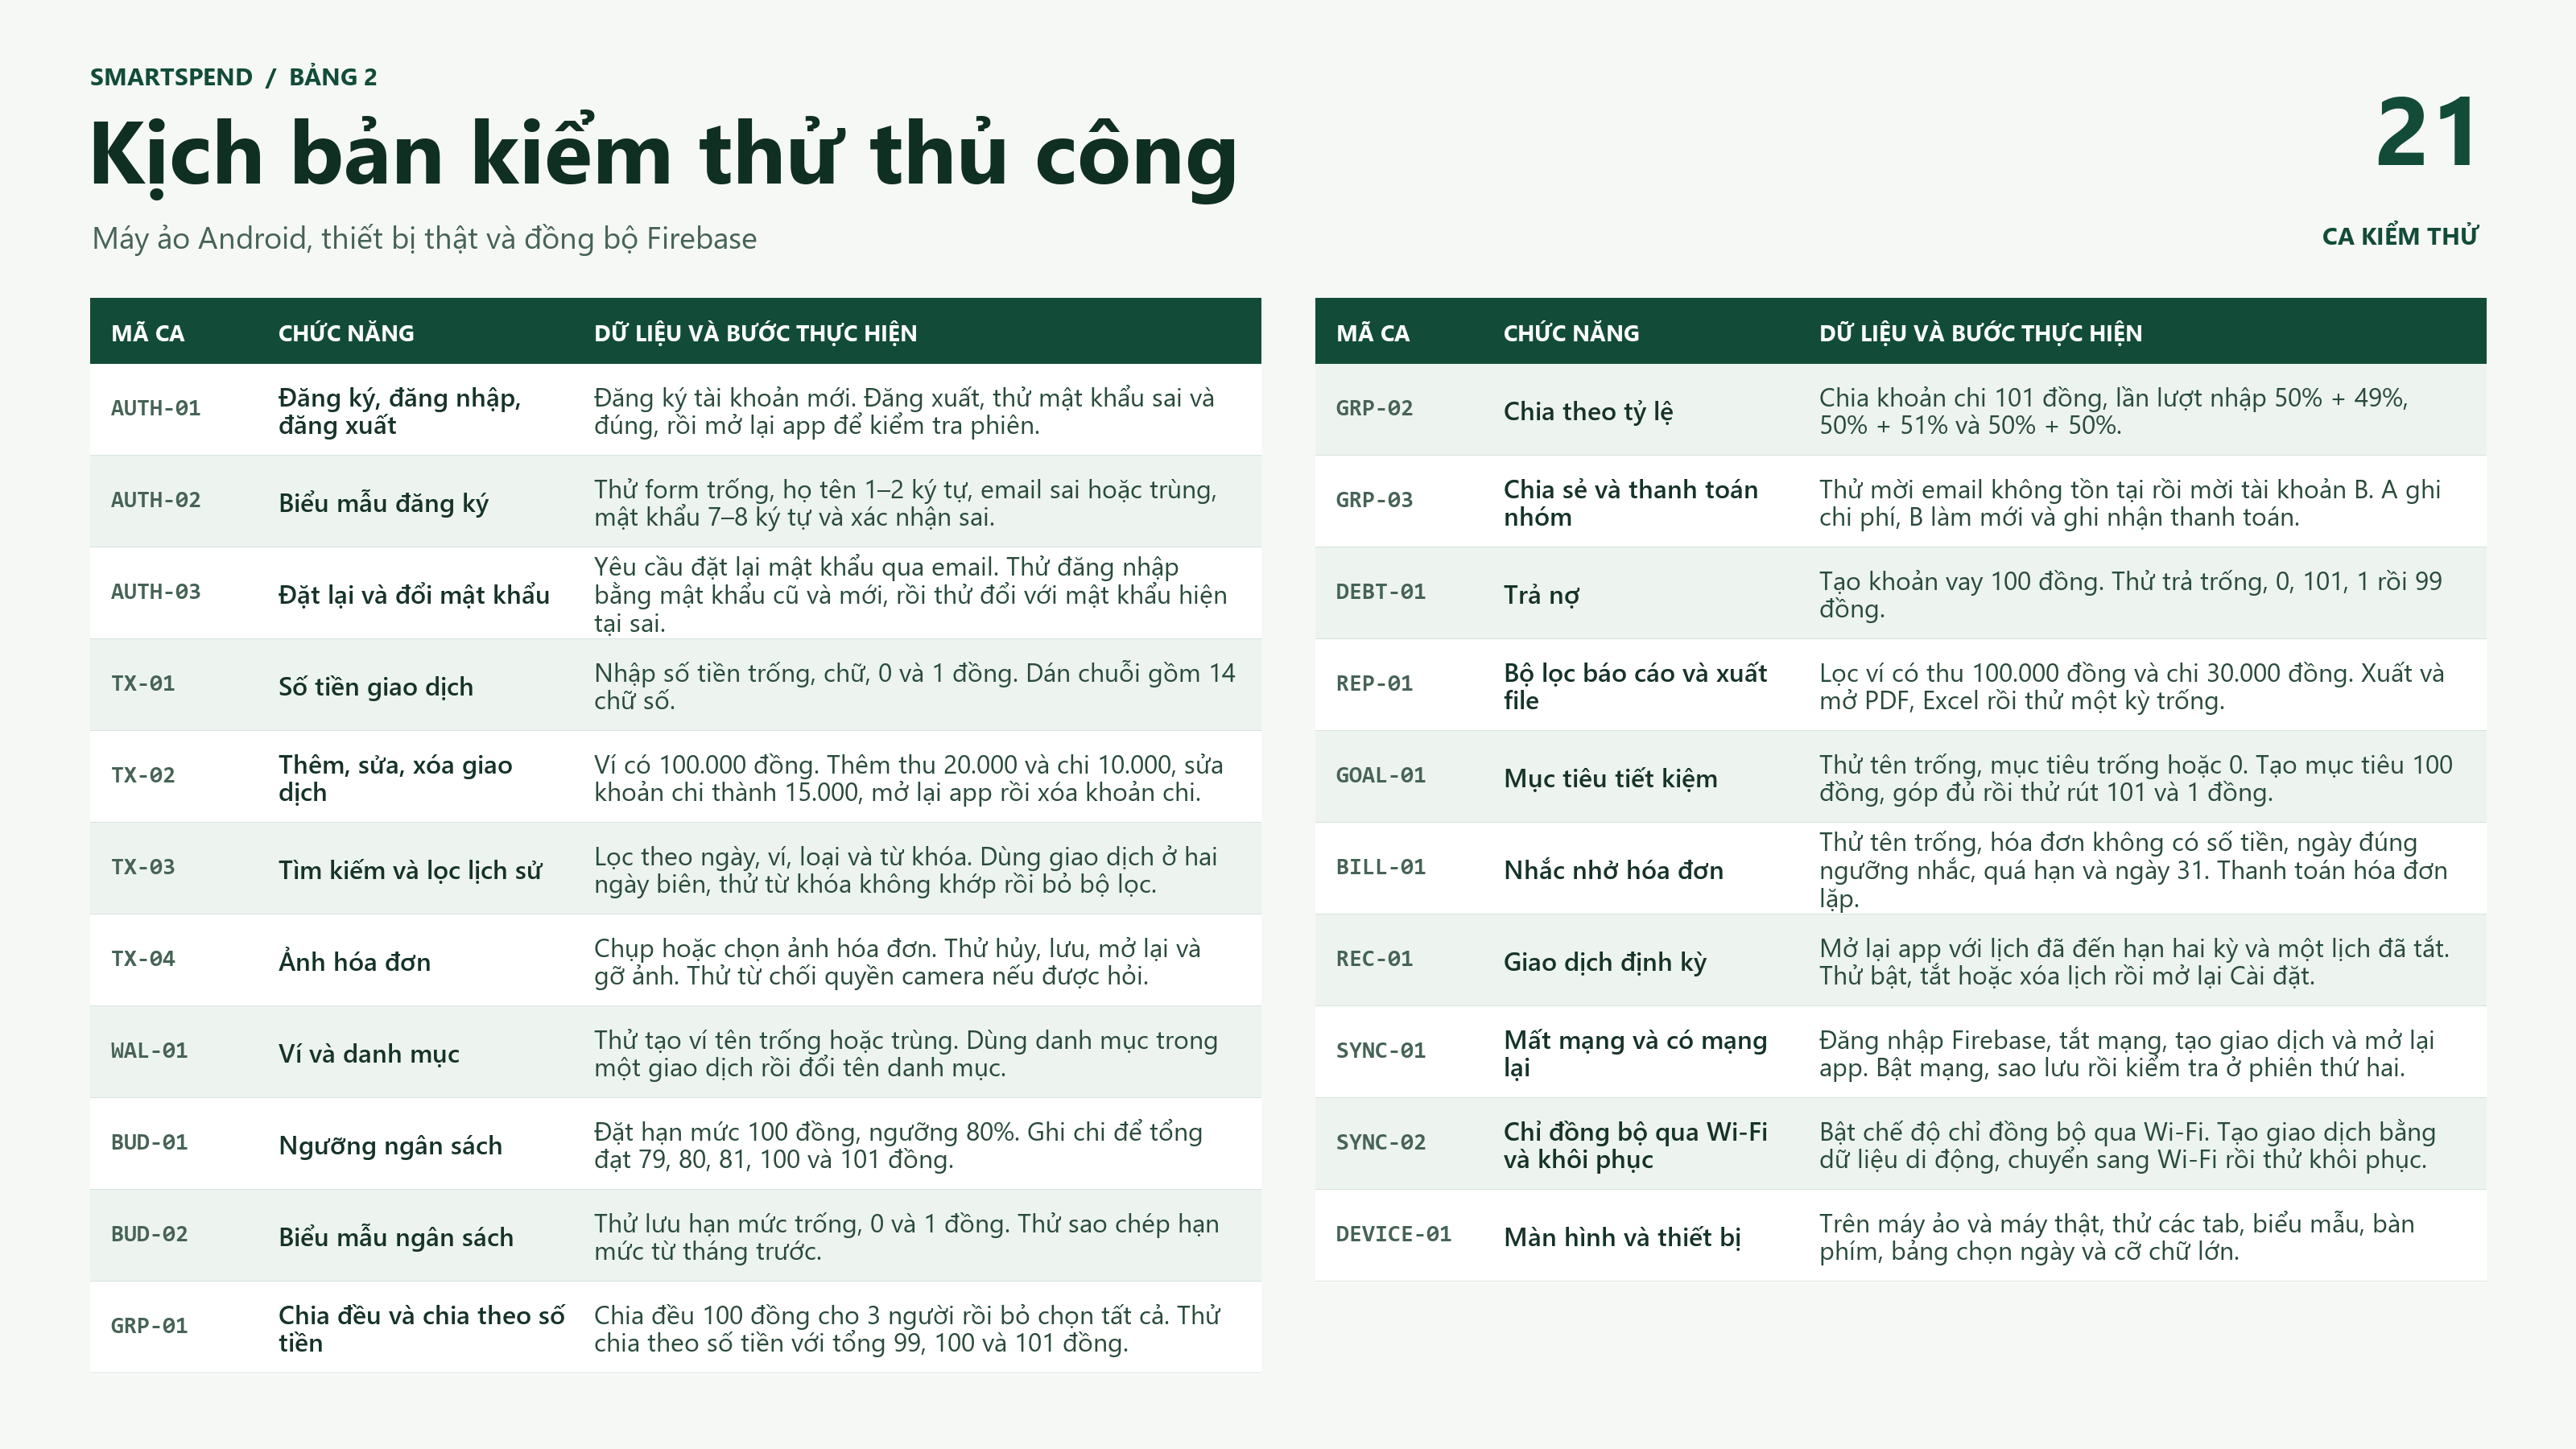 SMARTSPEND / BẢNG 2
Kịch bản kiểm thử thủ công
Máy ảo Android, thiết bị thật và đồng bộ Firebase
21
CA KIỂM THỬ
MÃ CA
CHỨC NĂNG
DỮ LIỆU VÀ BƯỚC THỰC HIỆN
AUTH-01
Đăng ký, đăng nhập,
đăng xuất
Đăng ký tài khoản mới. Đăng xuất, thử mật khẩu sai và
đúng, rồi mở lại app để kiểm tra phiên.
AUTH-02
Biểu mẫu đăng ký
Thử form trống, họ tên 1–2 ký tự, email sai hoặc trùng,
mật khẩu 7–8 ký tự và xác nhận sai.
AUTH-03
Đặt lại và đổi mật khẩu
Yêu cầu đặt lại mật khẩu qua email. Thử đăng nhập
bằng mật khẩu cũ và mới, rồi thử đổi với mật khẩu hiện
tại sai.
TX-01
Số tiền giao dịch
Nhập số tiền trống, chữ, 0 và 1 đồng. Dán chuỗi gồm 14
chữ số.
TX-02
Thêm, sửa, xóa giao
dịch
Ví có 100.000 đồng. Thêm thu 20.000 và chi 10.000, sửa
khoản chi thành 15.000, mở lại app rồi xóa khoản chi.
TX-03
Tìm kiếm và lọc lịch sử
Lọc theo ngày, ví, loại và từ khóa. Dùng giao dịch ở hai
ngày biên, thử từ khóa không khớp rồi bỏ bộ lọc.
TX-04
Ảnh hóa đơn
Chụp hoặc chọn ảnh hóa đơn. Thử hủy, lưu, mở lại và
gỡ ảnh. Thử từ chối quyền camera nếu được hỏi.
WAL-01
Ví và danh mục
Thử tạo ví tên trống hoặc trùng. Dùng danh mục trong
một giao dịch rồi đổi tên danh mục.
BUD-01
Ngưỡng ngân sách
Đặt hạn mức 100 đồng, ngưỡng 80%. Ghi chi để tổng
đạt 79, 80, 81, 100 và 101 đồng.
BUD-02
Biểu mẫu ngân sách
Thử lưu hạn mức trống, 0 và 1 đồng. Thử sao chép hạn
mức từ tháng trước.
GRP-01
Chia đều và chia theo số
tiền
Chia đều 100 đồng cho 3 người rồi bỏ chọn tất cả. Thử
chia theo số tiền với tổng 99, 100 và 101 đồng.
MÃ CA
CHỨC NĂNG
DỮ LIỆU VÀ BƯỚC THỰC HIỆN
GRP-02
Chia theo tỷ lệ
Chia khoản chi 101 đồng, lần lượt nhập 50% + 49%,
50% + 51% và 50% + 50%.
GRP-03
Chia sẻ và thanh toán
nhóm
Thử mời email không tồn tại rồi mời tài khoản B. A ghi
chi phí, B làm mới và ghi nhận thanh toán.
DEBT-01
Trả nợ
Tạo khoản vay 100 đồng. Thử trả trống, 0, 101, 1 rồi 99
đồng.
REP-01
Bộ lọc báo cáo và xuất
file
Lọc ví có thu 100.000 đồng và chi 30.000 đồng. Xuất và
mở PDF, Excel rồi thử một kỳ trống.
GOAL-01
Mục tiêu tiết kiệm
Thử tên trống, mục tiêu trống hoặc 0. Tạo mục tiêu 100
đồng, góp đủ rồi thử rút 101 và 1 đồng.
BILL-01
Nhắc nhở hóa đơn
Thử tên trống, hóa đơn không có số tiền, ngày đúng
ngưỡng nhắc, quá hạn và ngày 31. Thanh toán hóa đơn
lặp.
REC-01
Giao dịch định kỳ
Mở lại app với lịch đã đến hạn hai kỳ và một lịch đã tắt.
Thử bật, tắt hoặc xóa lịch rồi mở lại Cài đặt.
SYNC-01
Mất mạng và có mạng
lại
Đăng nhập Firebase, tắt mạng, tạo giao dịch và mở lại
app. Bật mạng, sao lưu rồi kiểm tra ở phiên thứ hai.
SYNC-02
Chỉ đồng bộ qua Wi-Fi
và khôi phục
Bật chế độ chỉ đồng bộ qua Wi-Fi. Tạo giao dịch bằng
dữ liệu di động, chuyển sang Wi-Fi rồi thử khôi phục.
DEVICE-01
Màn hình và thiết bị
Trên máy ảo và máy thật, thử các tab, biểu mẫu, bàn
phím, bảng chọn ngày và cỡ chữ lớn.